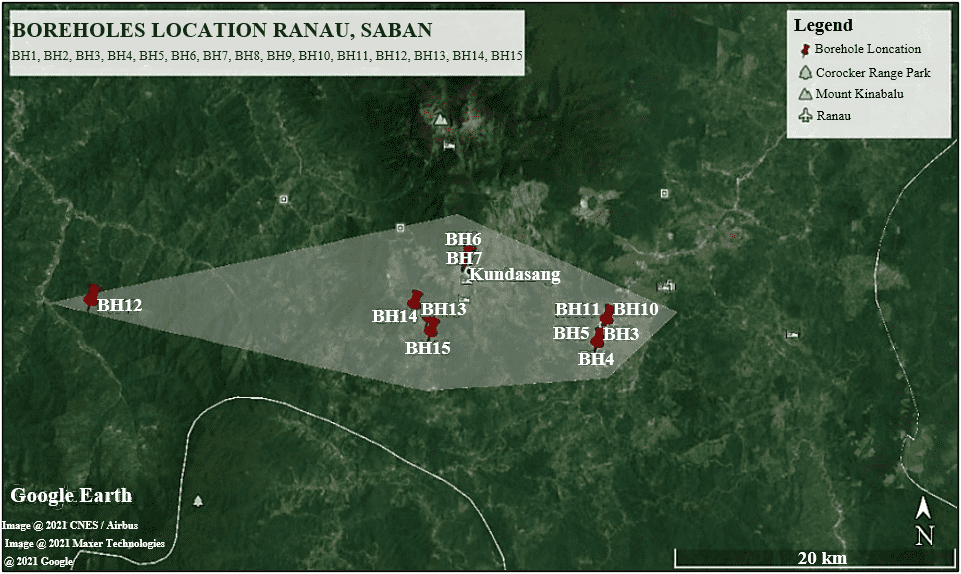 BOREHOLES LOCATION RANAU, SABAN
BH1, BH2, BH3, BH4, BH5, BH6, BH7, BH8, BH9, BH10, BH11, BH12, BH13, BH14, BH15
Legend
Borehole Loncation
Corocker Range Park
Mount Kinabalu
Ranau
BH6
BH7
Kundasang
BH12
BH13
BH14
BH15
BH11
BH10
BH5
BH3
BH4
Google Earth
Image @ 2021 CNES / Airbus
Image @ 2021 Maxer Technologies
@ 2021 Google
N
20 km